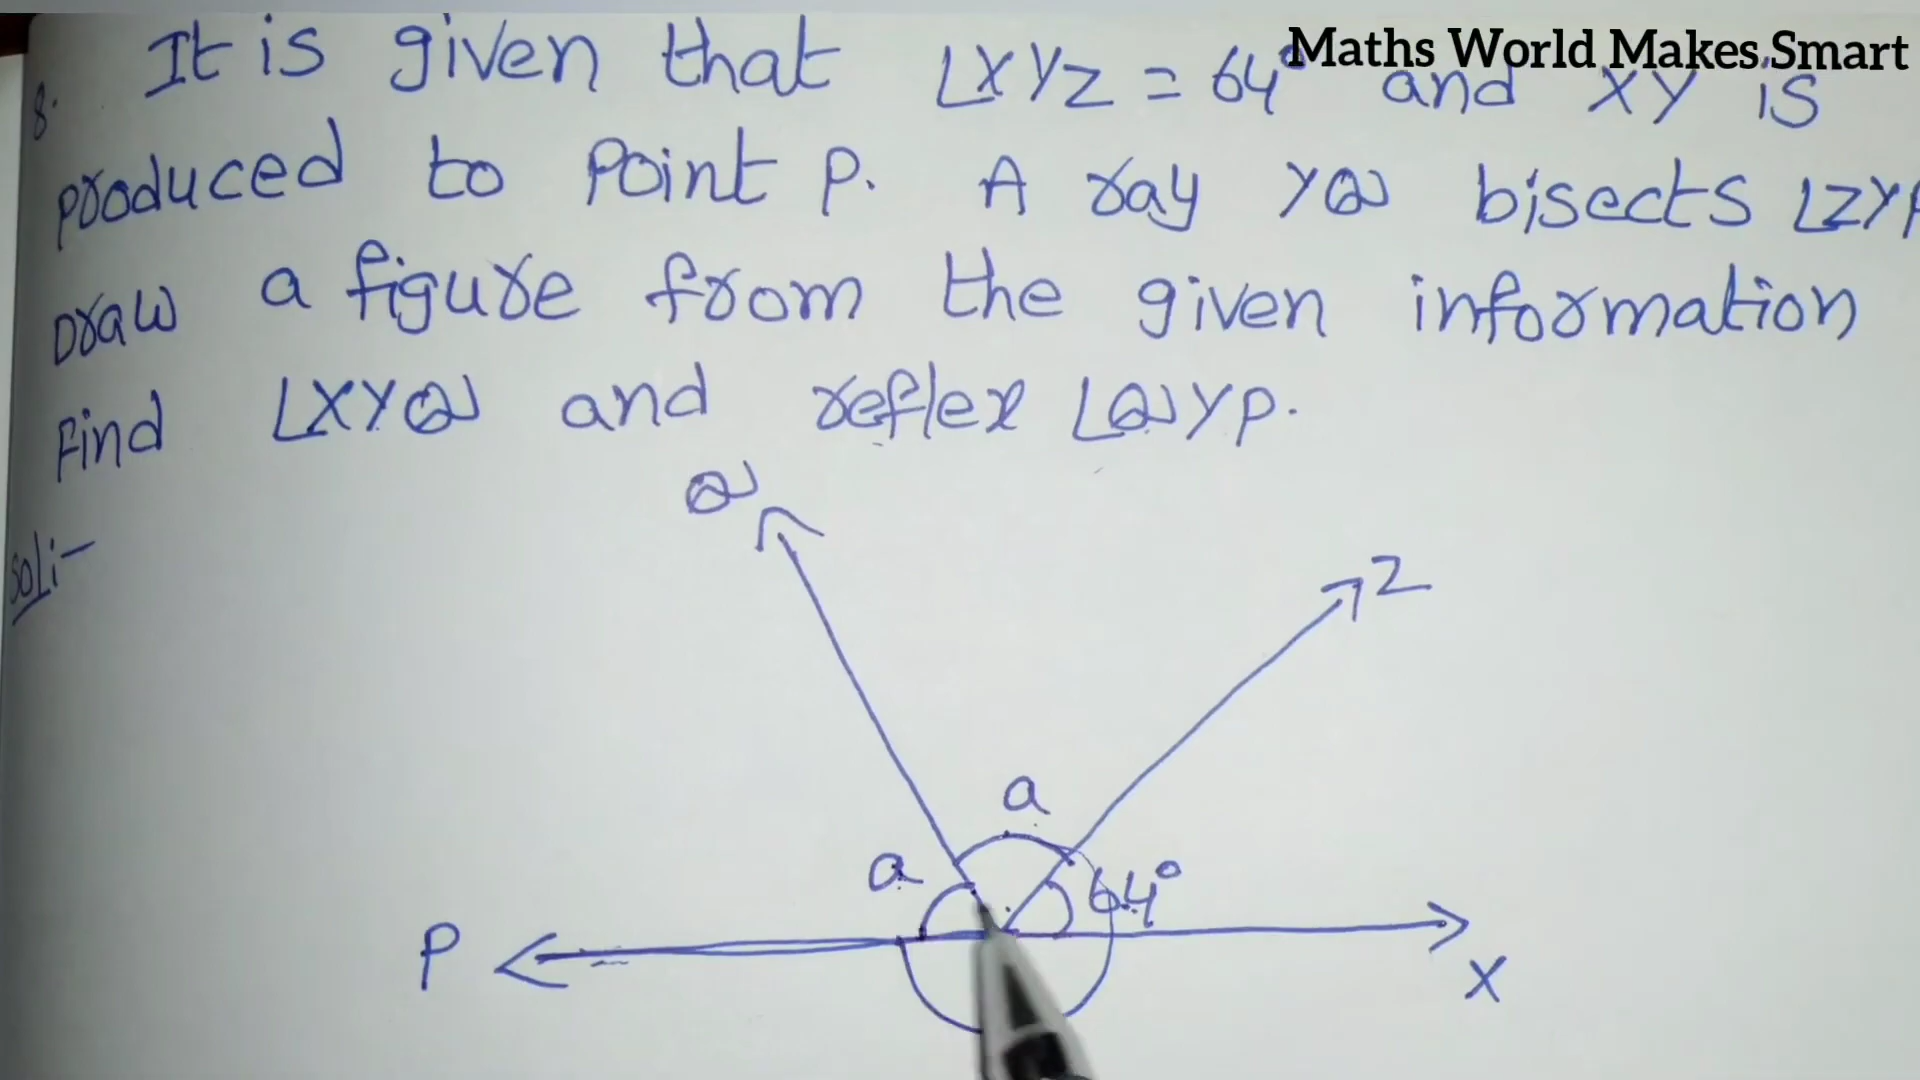 Maths World Makes Smart
8. It is given that ∠XYZ = 64° and XY is
produced to Point P. A ray YQ bisects ∠ZYP
Draw a figure from the given information
Find ∠XYQ and reflex ∠QYP.
Sol:-
Q
Z
a
a
64°
P
X